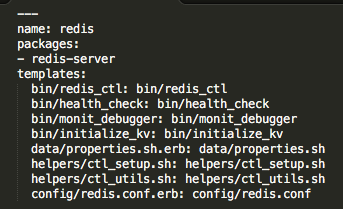 ---
name: redis
packages:
- redis-server
templates:
  bin/redis_ctl: bin/redis_ctl
  bin/health_check: bin/health_check
  bin/monit_debugger: bin/monit_debugger
  bin/initialize_kv: bin/initialize_kv
  data/properties.sh.erb: data/properties.sh
  helpers/ctl_setup.sh: helpers/ctl_setup.sh
  helpers/ctl_utils.sh: helpers/ctl_utils.sh
  config/redis.conf.erb: config/redis.conf